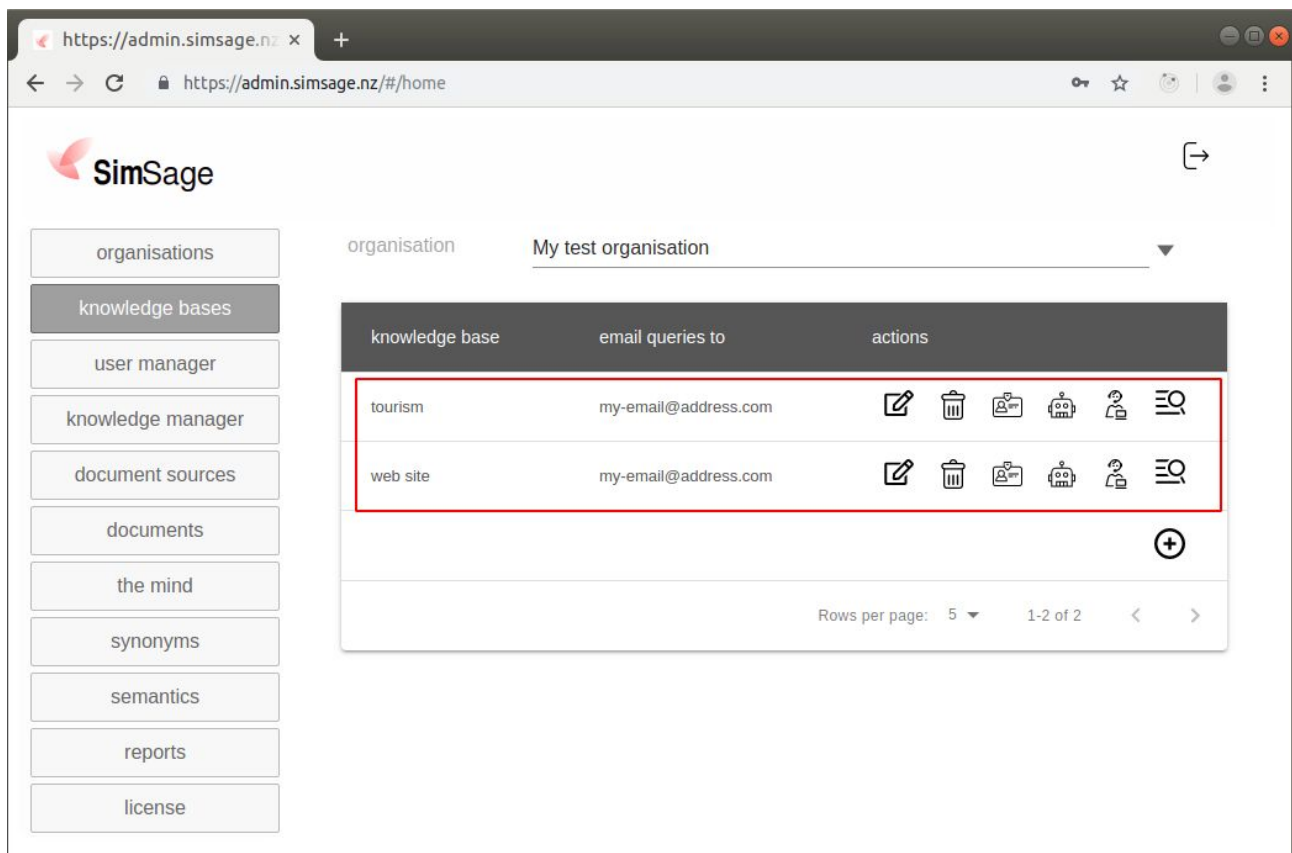 https://admin.simsage.nz
https://admin.simsage.nz/#/home
SimSage
organisations
knowledge bases
user manager
knowledge manager
document sources
documents
the mind
synonyms
semantics
reports
license
organisation My test organisation
knowledge base email queries to actions
tourism my-email@address.com
web site my-email@address.com
Rows per page: 5 1-2 of 2